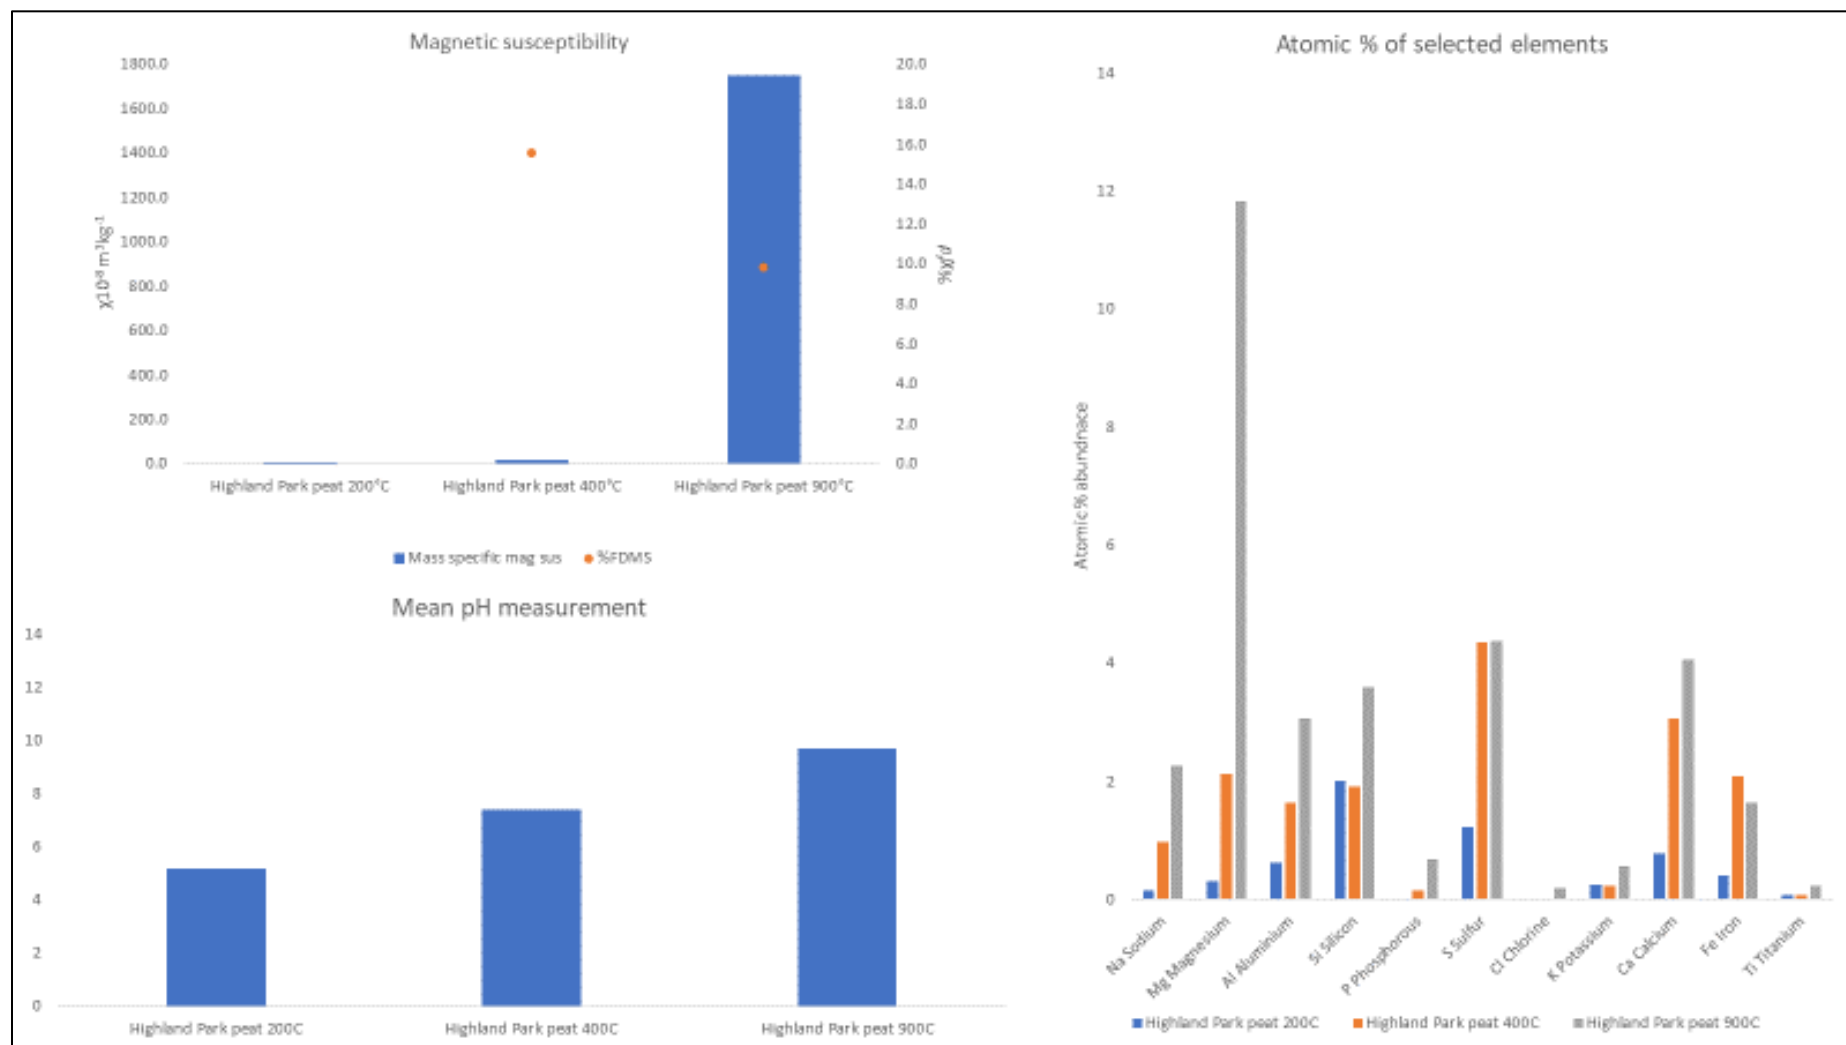 Magnetic susceptibility
1800.0
1600.0
1400.0
1200.0
1000.0
800.0
600.0
400.0
200.0
0.0
χ10⁻⁸ m³kg⁻¹
20.0
18.0
16.0
14.0
12.0
10.0
8.0
6.0
4.0
2.0
0.0
%χfd
Highland Park peat 200°C Highland Park peat 400°C Highland Park peat 900°C
Mass specific mag sus %FDMS
Mean pH measurement
14
12
10
8
6
4
2
0
Highland Park peat 200C Highland Park peat 400C Highland Park peat 900C
Atomic % of selected elements
14
12
10
8
6
4
2
0
Atomic % abundnace
Na Sodium
Mg Magnesium
Al Aluminium
Si Silicon
P Phosphorous
S Sulfur
Cl Chlorine
K Potassium
Ca Calcium
Fe Iron
Ti Titanium
Highland Park peat 200C Highland Park peat 400C Highland Park peat 900C